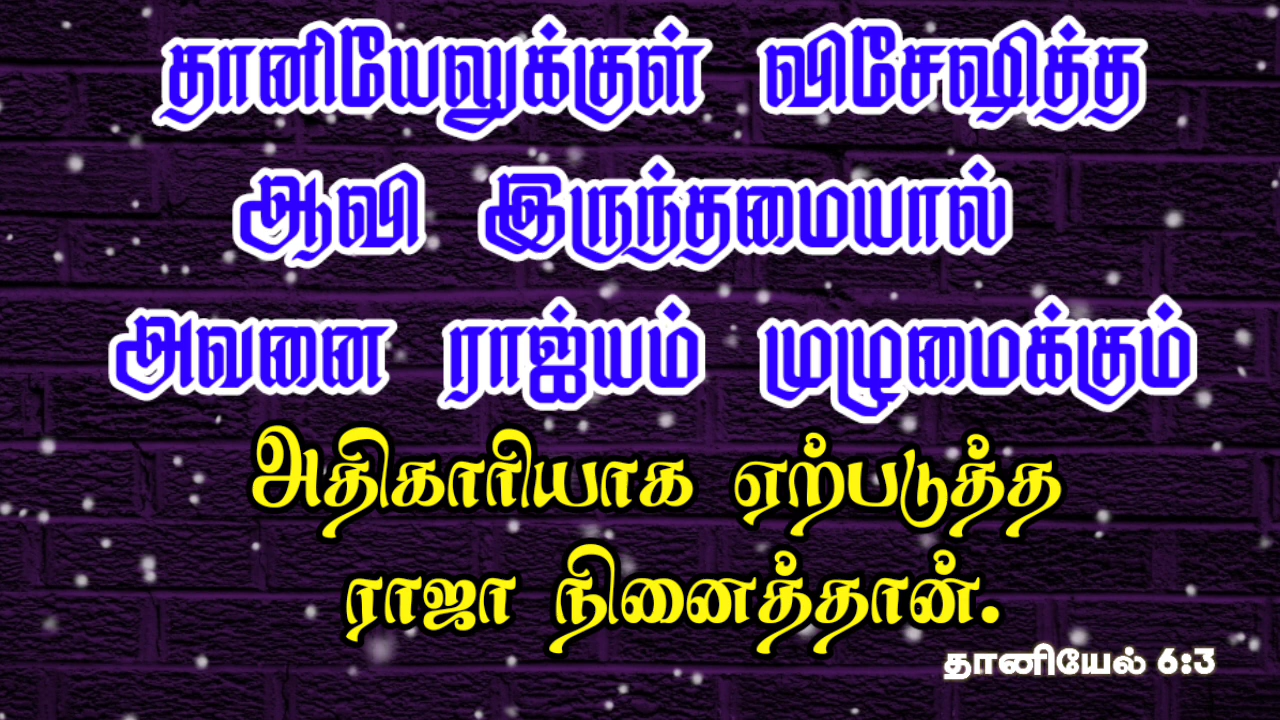 தானியேலுக்குள் விசேஷித்த
ஆவி இருந்தமையால்
அவனை ராஜ்யம் முழுமைக்கும்
அதிகாரியாக ஏற்படுத்த
ராஜா நினைத்தான்.
தானியேல் 6:3